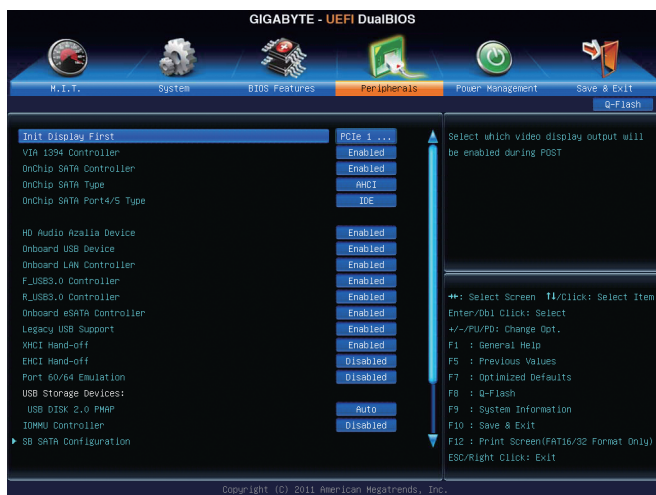 GIGABYTE - UEFI DualBIOS
M.I.T. System BIOS Features Peripherals Power Management Save & Exit
Q-Flash
Init Display First PCIe 1 ...
VIA 1394 Controller Enabled
OnChip SATA Controller Enabled
OnChip SATA Type AHCI
OnChip SATA Port4/5 Type IDE
HD Audio Azalia Device Enabled
Onboard USB Device Enabled
Onboard LAN Controller Enabled
F_USB3.0 Controller Enabled
R_USB3.0 Controller Enabled
Onboard eSATA Controller Enabled
Legacy USB Support Enabled
XHCI Hand-off Enabled
EHCI Hand-off Disabled
Port 60/64 Emulation Disabled
USB Storage Devices:
USB DISK 2.0 PMAP Auto
IOMMU Controller Disabled
SB SATA Configuration
Select which video display output will
be enabled during POST
→←: Select Screen ↑↓/Click: Select Item
Enter/Dbl Click: Select
+/-/PU/PD: Change Opt.
F1 : General Help
F5 : Previous Values
F7 : Optimized Defaults
F8 : Q-Flash
F9 : System Information
F10 : Save & Exit
F12 : Print Screen(FAT16/32 Format Only)
ESC/Right Click: Exit
Copyright (C) 2011 American Megatrends, Inc.